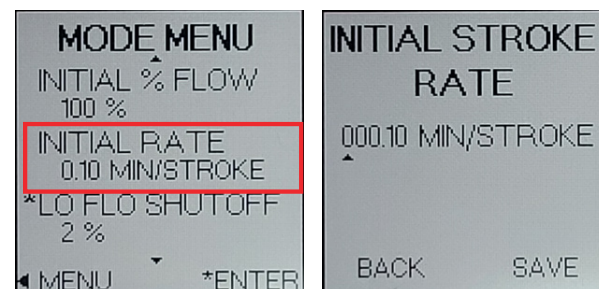 MODE MENU
INITIAL % FLOW
100 %
INITIAL RATE
0.10 MIN/STROKE
*LO FLO SHUTOFF
2 %
MENU *ENTER
INITIAL STROKE
RATE
000.10 MIN/STROKE
BACK SAVE